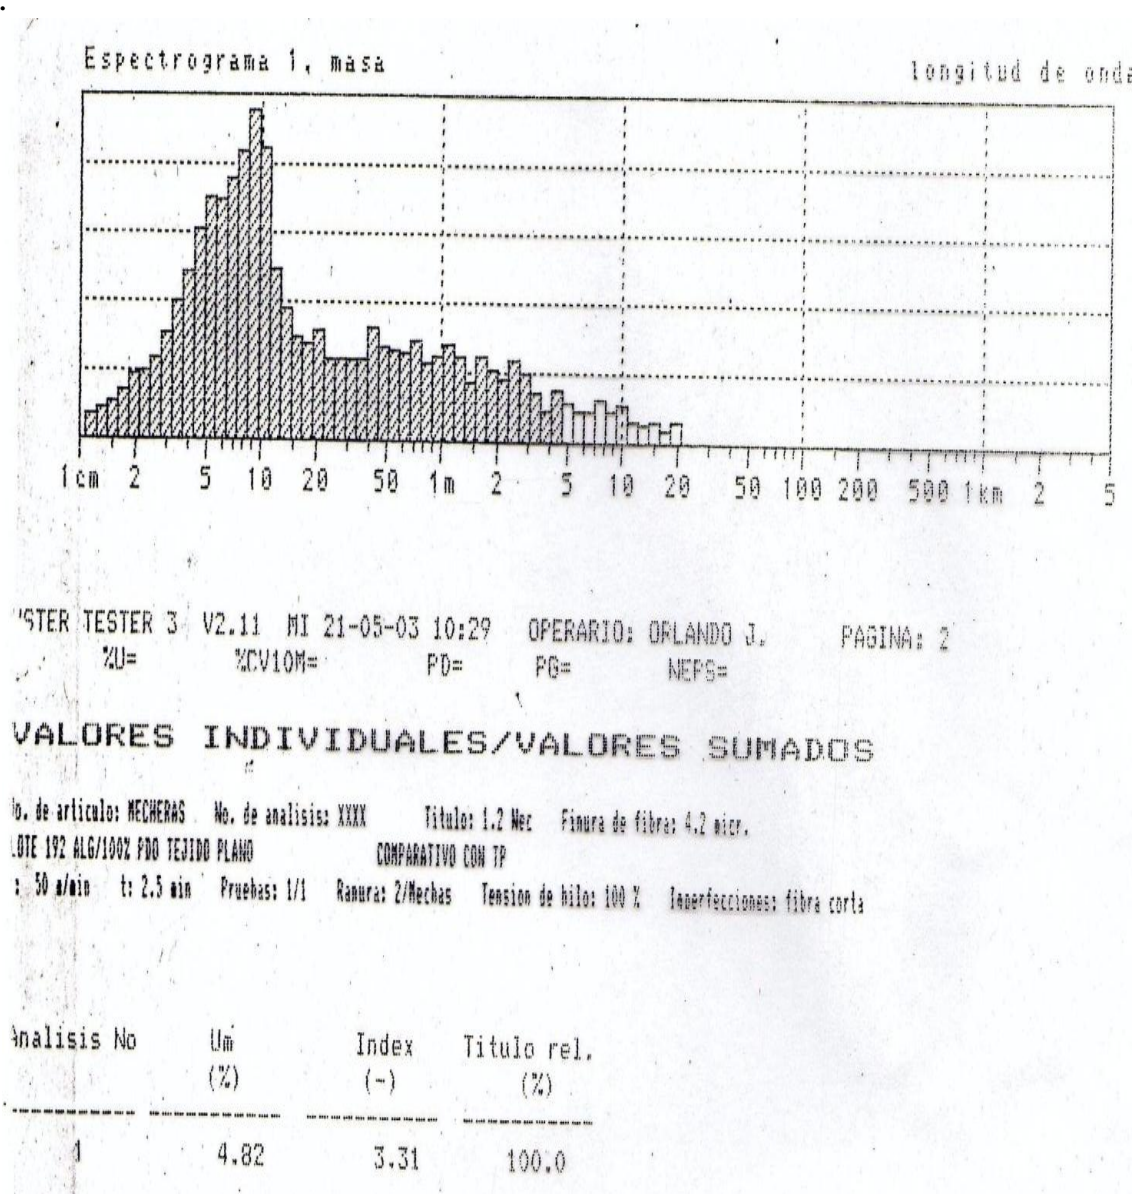 .
Espectrograma 1, masa
longitud de onda
1cm 2 5 10 20 50 1m 2 5 10 20 50 100 200 500 1km 2 5
USTER TESTER 3 V2.11 MI 21-05-03 10:29 OPERARIO: ORLANDO J. PAGINA: 2
%U= %CV10M= PD= PG= NEPS=
VALORES INDIVIDUALES/VALORES SUMADOS
No. de articulo: MECHERAS No. de analisis: XXXX Titulo: 1.2 Nec Finura de fibra: 4.2 micr.
LOTE 192 ALG/100% PDO TEJIDO PLANO COMPARATIVO CON TP
: 50 m/min t: 2.5 min Pruebas: 1/1 Ranura: 2/Mechas Tension de hilo: 100 % Imperfecciones: fibra corta
Analisis No Um Index Titulo rel.
(%) (-) (%)
1 4.82 3.31 100.0